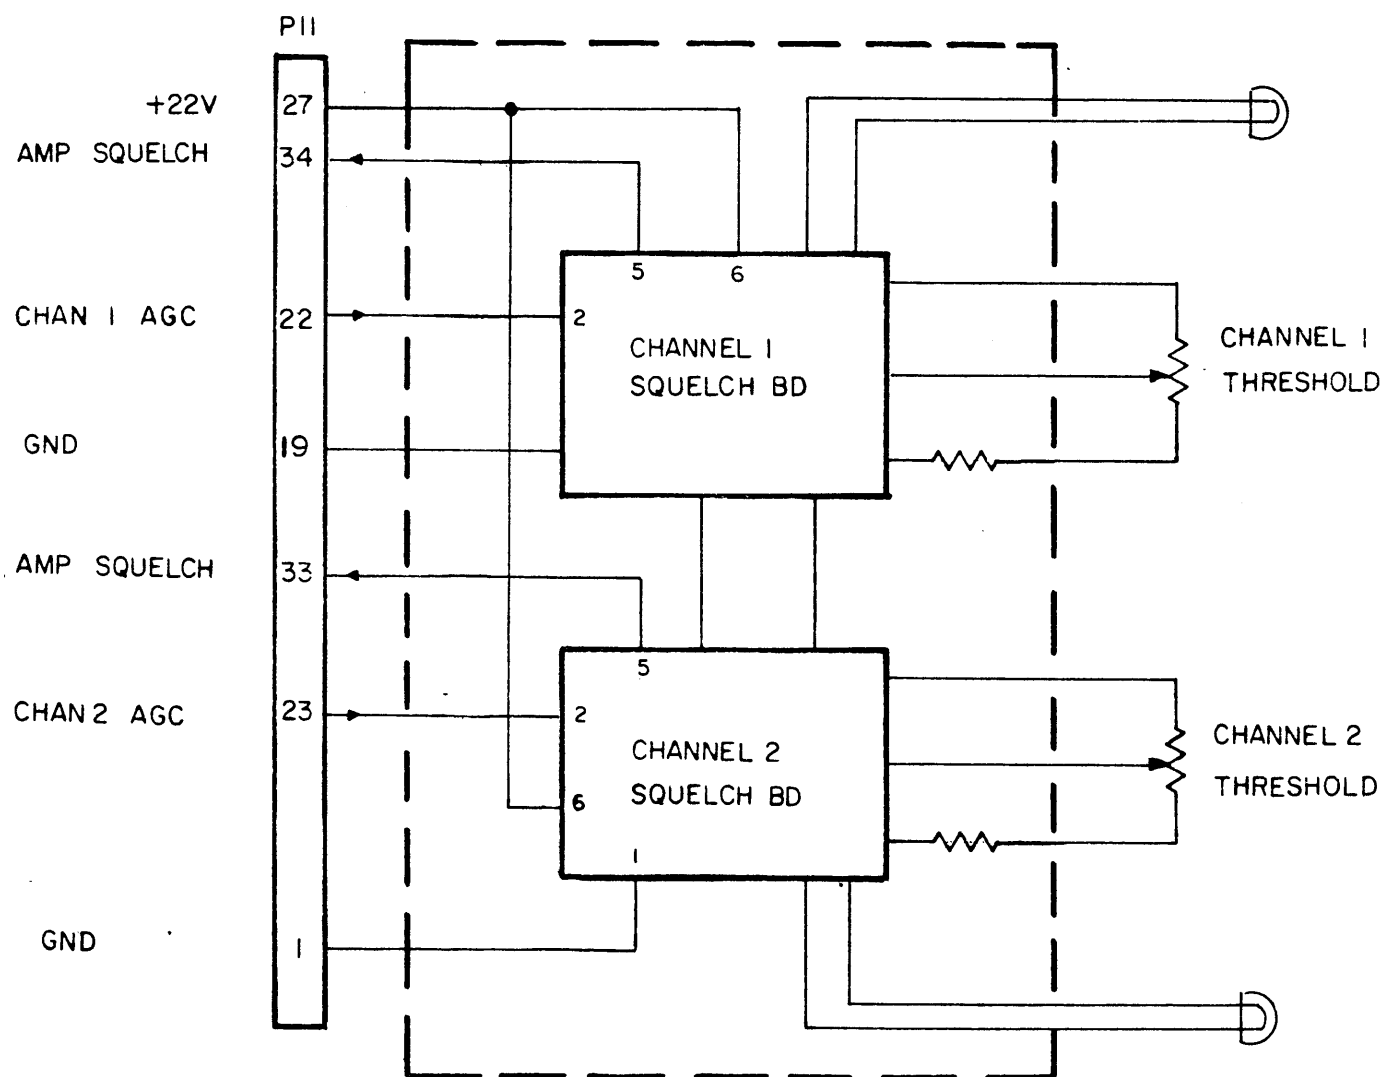 P11
+22V 27
AMP SQUELCH 34
5 6
CHAN 1 AGC 22 2
CHANNEL 1
SQUELCH BD
CHANNEL 1
THRESHOLD
GND 19
AMP SQUELCH 33
5
CHAN 2 AGC 23 2
CHANNEL 2
SQUELCH BD
CHANNEL 2
THRESHOLD
6
1
GND 1